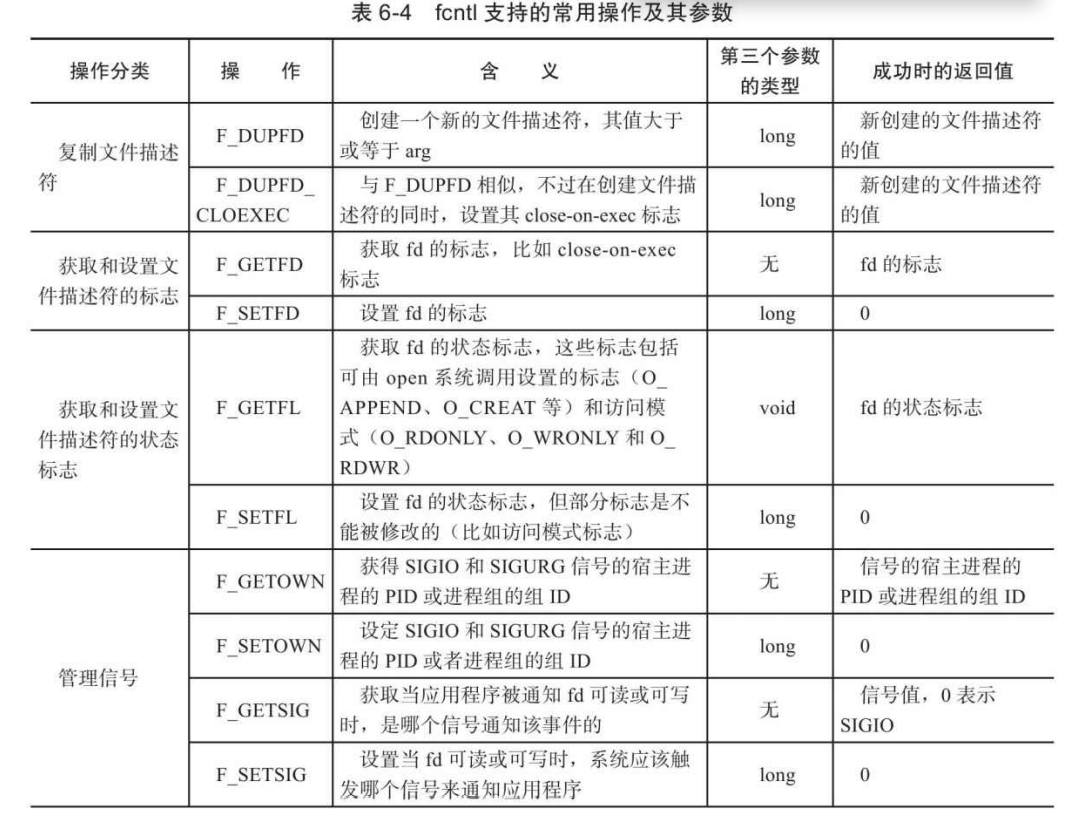 表 6-4 fcntl 支持的常用操作及其参数
操作分类
操 作
含 义
第三个参数
的类型
成功时的返回值
复制文件描述
符
F_DUPFD
创建一个新的文件描述符，其值大于
或等于 arg
long
新创建的文件描述符
的值
F_DUPFD_
CLOEXEC
与 F_DUPFD 相似，不过在创建文件描
述符的同时，设置其 close-on-exec 标志
long
新创建的文件描述符
的值
获取和设置文
件描述符的标志
F_GETFD
获取 fd 的标志，比如 close-on-exec
标志
无
fd 的标志
F_SETFD
设置 fd 的标志
long
0
获取和设置文
件描述符的状态
标志
F_GETFL
获取 fd 的状态标志，这些标志包括
可由 open 系统调用设置的标志（O_
APPEND、O_CREAT 等）和访问模
式（O_RDONLY、O_WRONLY 和 O_
RDWR）
void
fd 的状态标志
F_SETFL
设置 fd 的状态标志，但部分标志是不
能被修改的（比如访问模式标志）
long
0
管理信号
F_GETOWN
获得 SIGIO 和 SIGURG 信号的宿主进
程的 PID 或进程组的组 ID
无
信号的宿主进程的
PID 或进程组的组 ID
F_SETOWN
设定 SIGIO 和 SIGURG 信号的宿主进
程的 PID 或者进程组的组 ID
long
0
F_GETSIG
获取当应用程序被通知 fd 可读或可写
时，是哪个信号通知该事件的
无
信号值，0 表示
SIGIO
F_SETSIG
设置当 fd 可读或可写时，系统应该触
发哪个信号来通知应用程序
long
0